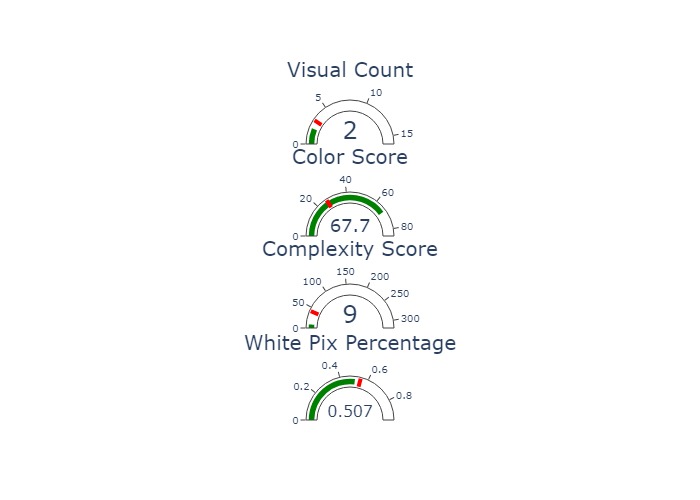 Visual Count
0 5 10 15
2
Color Score
0 20 40 60 80
67.7
Complexity Score
0 50 100 150 200 250 300
9
White Pix Percentage
0 0.2 0.4 0.6 0.8
0.507